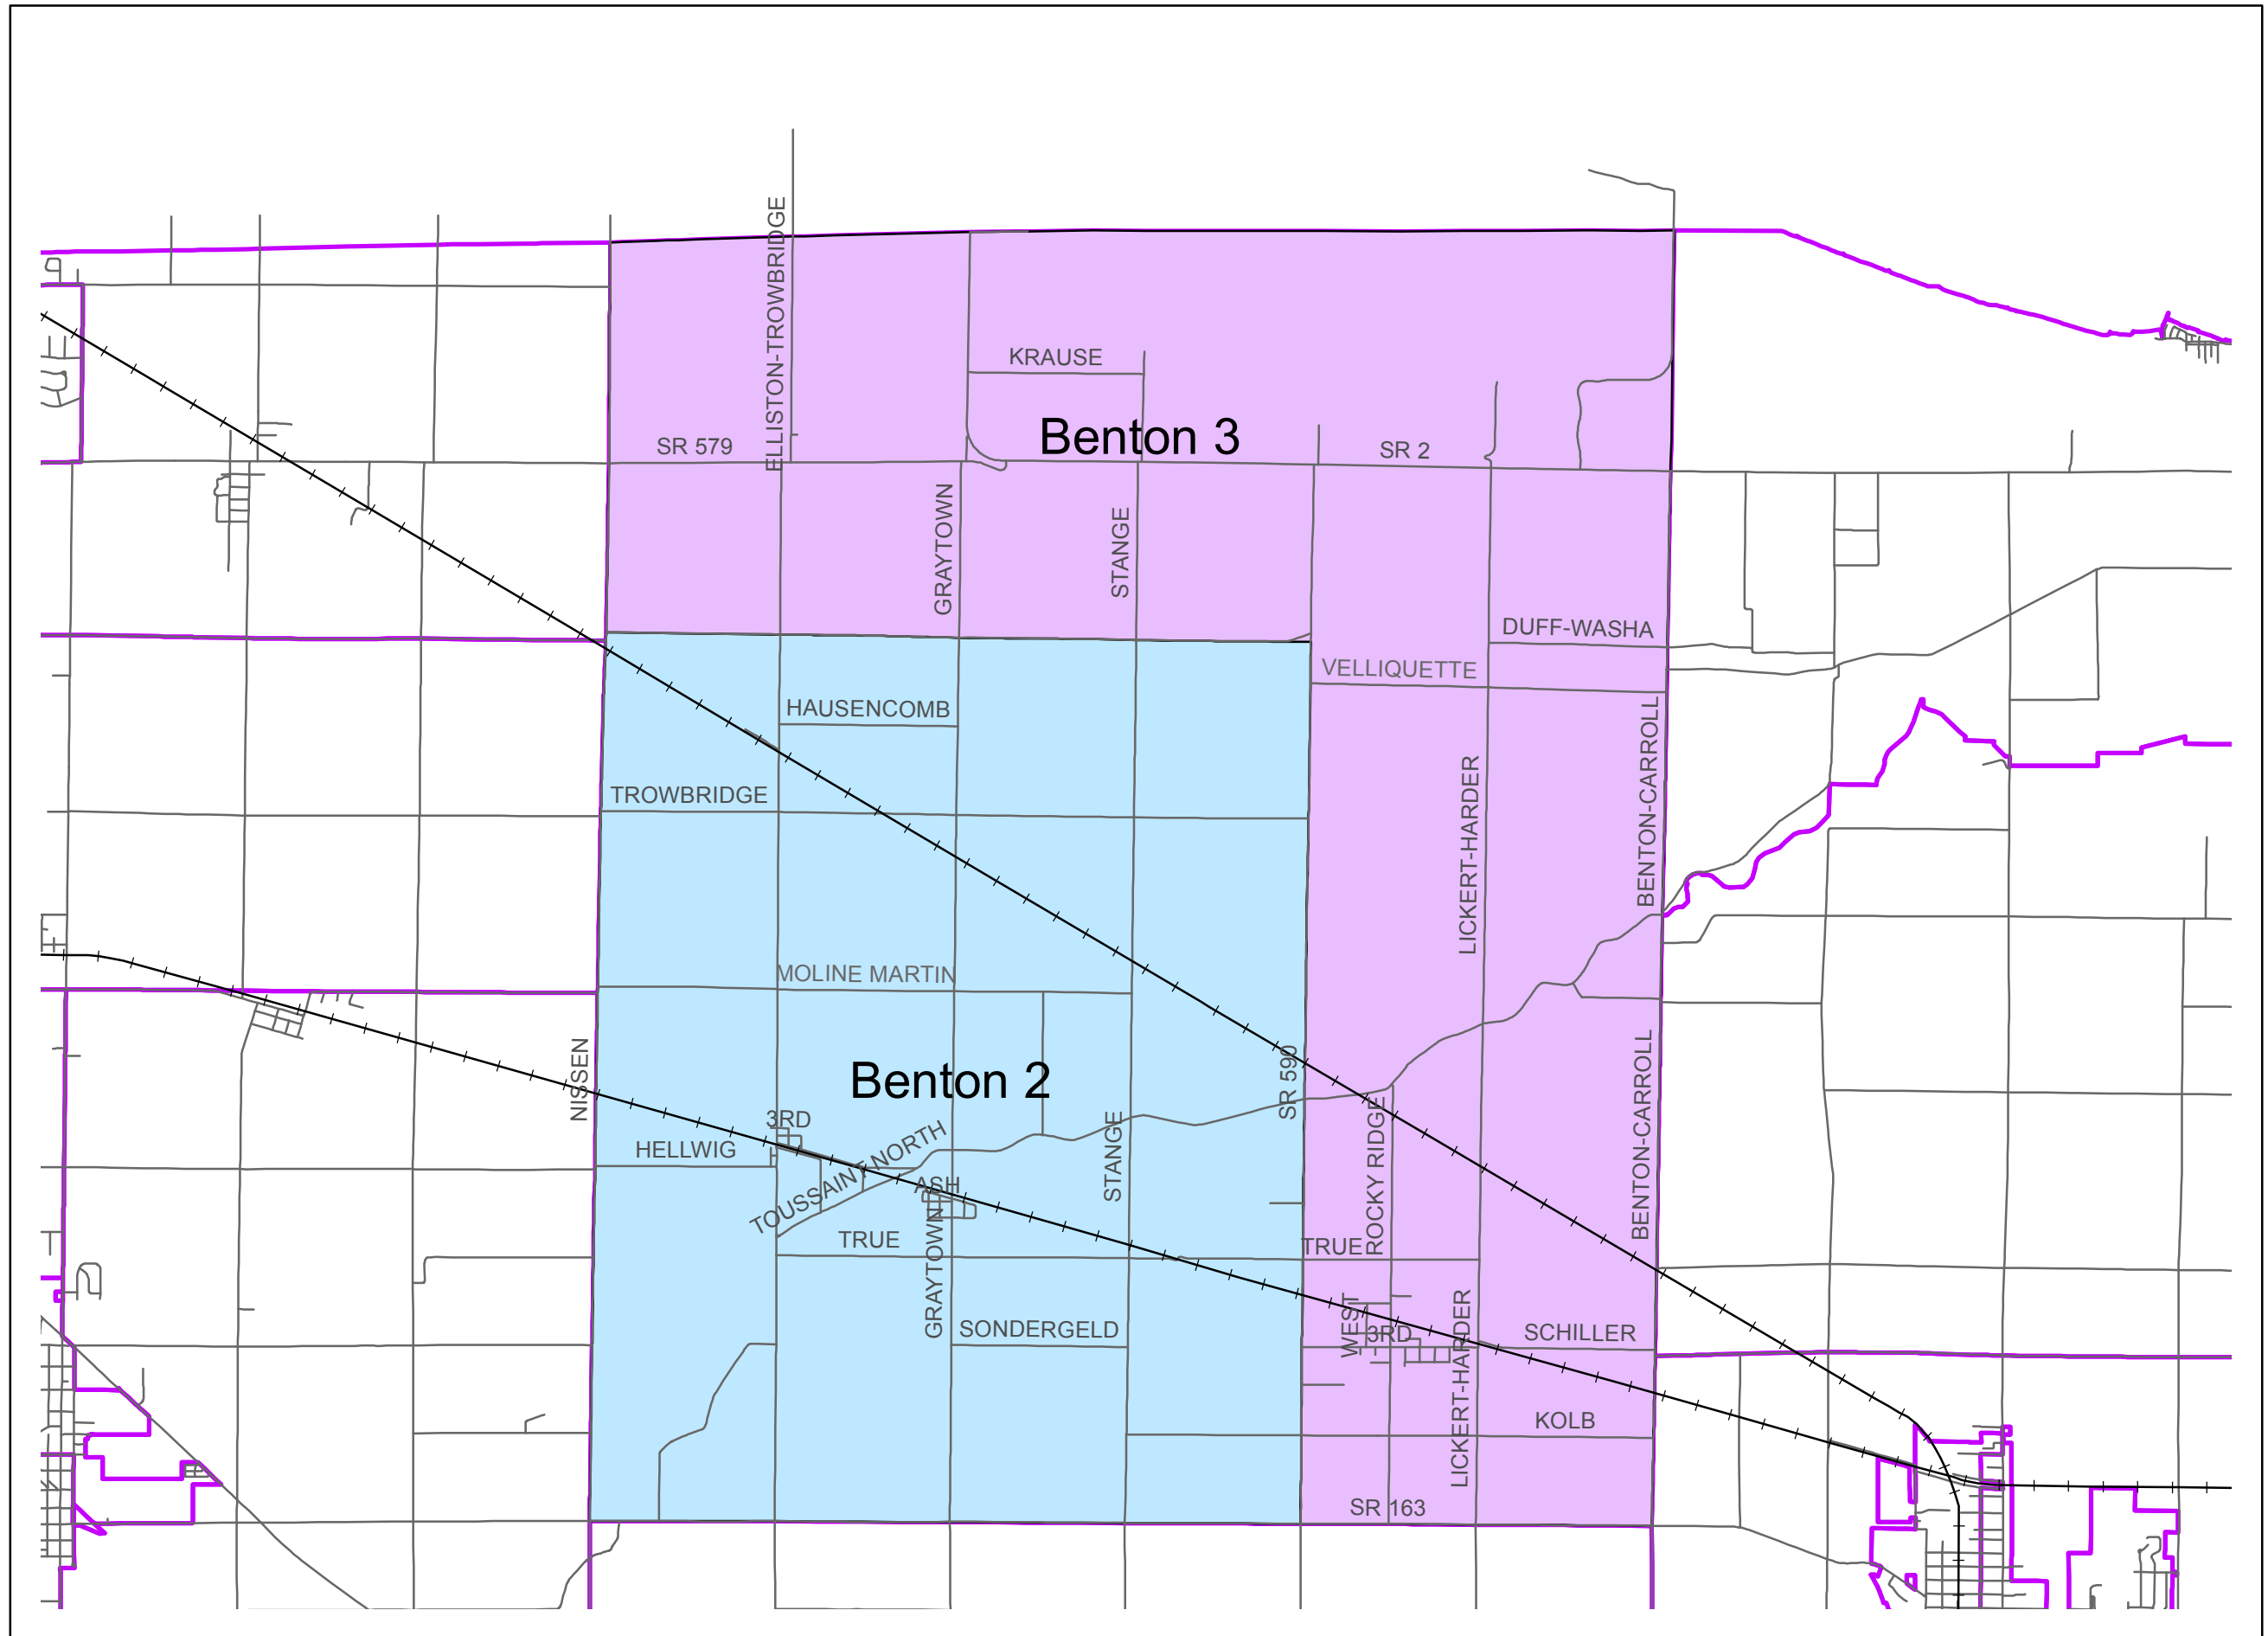 ELLISTON-TROWBRIDGE
KRAUSE
Benton 3
SR 579
SR 2
GRAYTOWN
STANGE
DUFF-WASHA
VELLIQUETTE
HAUSENCOMB
BENTON-CARROLL
LICKERT-HARDER
TROWBRIDGE
MOLINE MARTIN
NISSEN
Benton 2
SR 590
BENTON-CARROLL
3RD
HELLWIG
TOUSSAINT NORTH
ASH
STANGE
ROCKY RIDGE
TRUE
TRUE
GRAYTOWN
SONDERGELD
WEST
3RD
LICKERT-HARDER
SCHILLER
LICKERT-HARDER
KOLB
SR 163